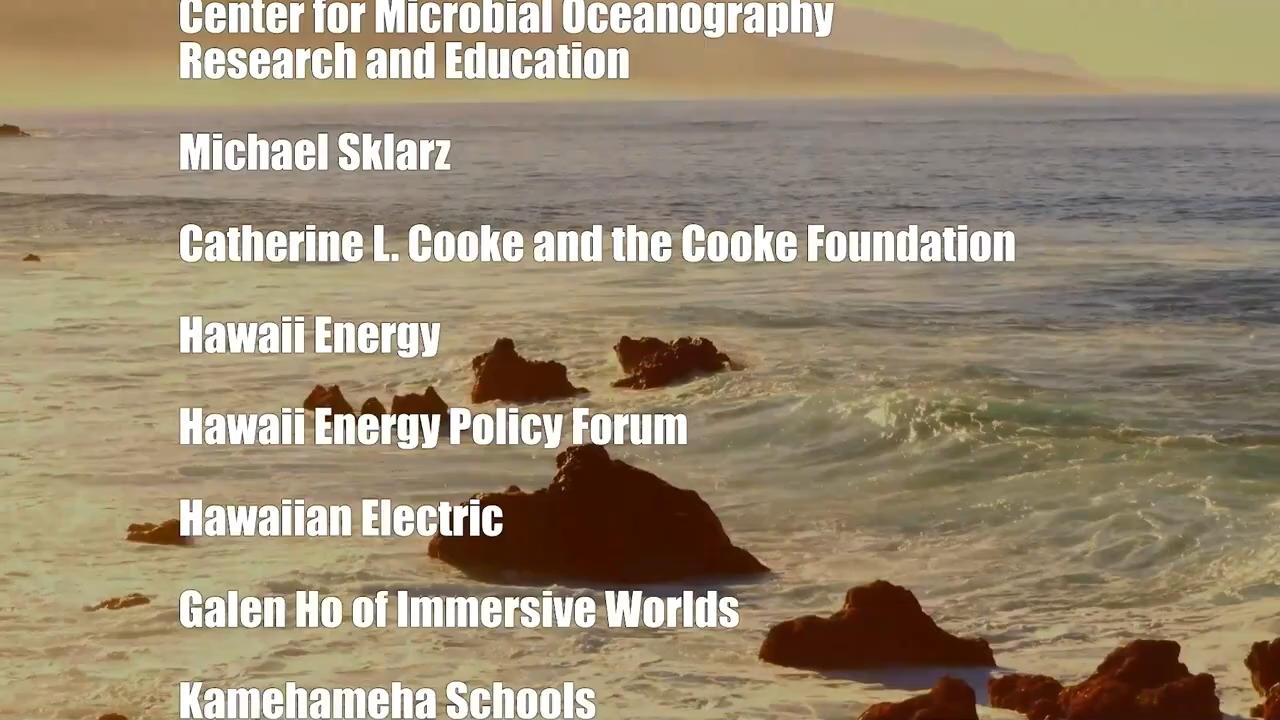 Center for Microbial Oceanography
Research and Education
Michael Sklarz
Catherine L. Cooke and the Cooke Foundation
Hawaii Energy
Hawaii Energy Policy Forum
Hawaiian Electric
Galen Ho of Immersive Worlds
Kamehameha Schools